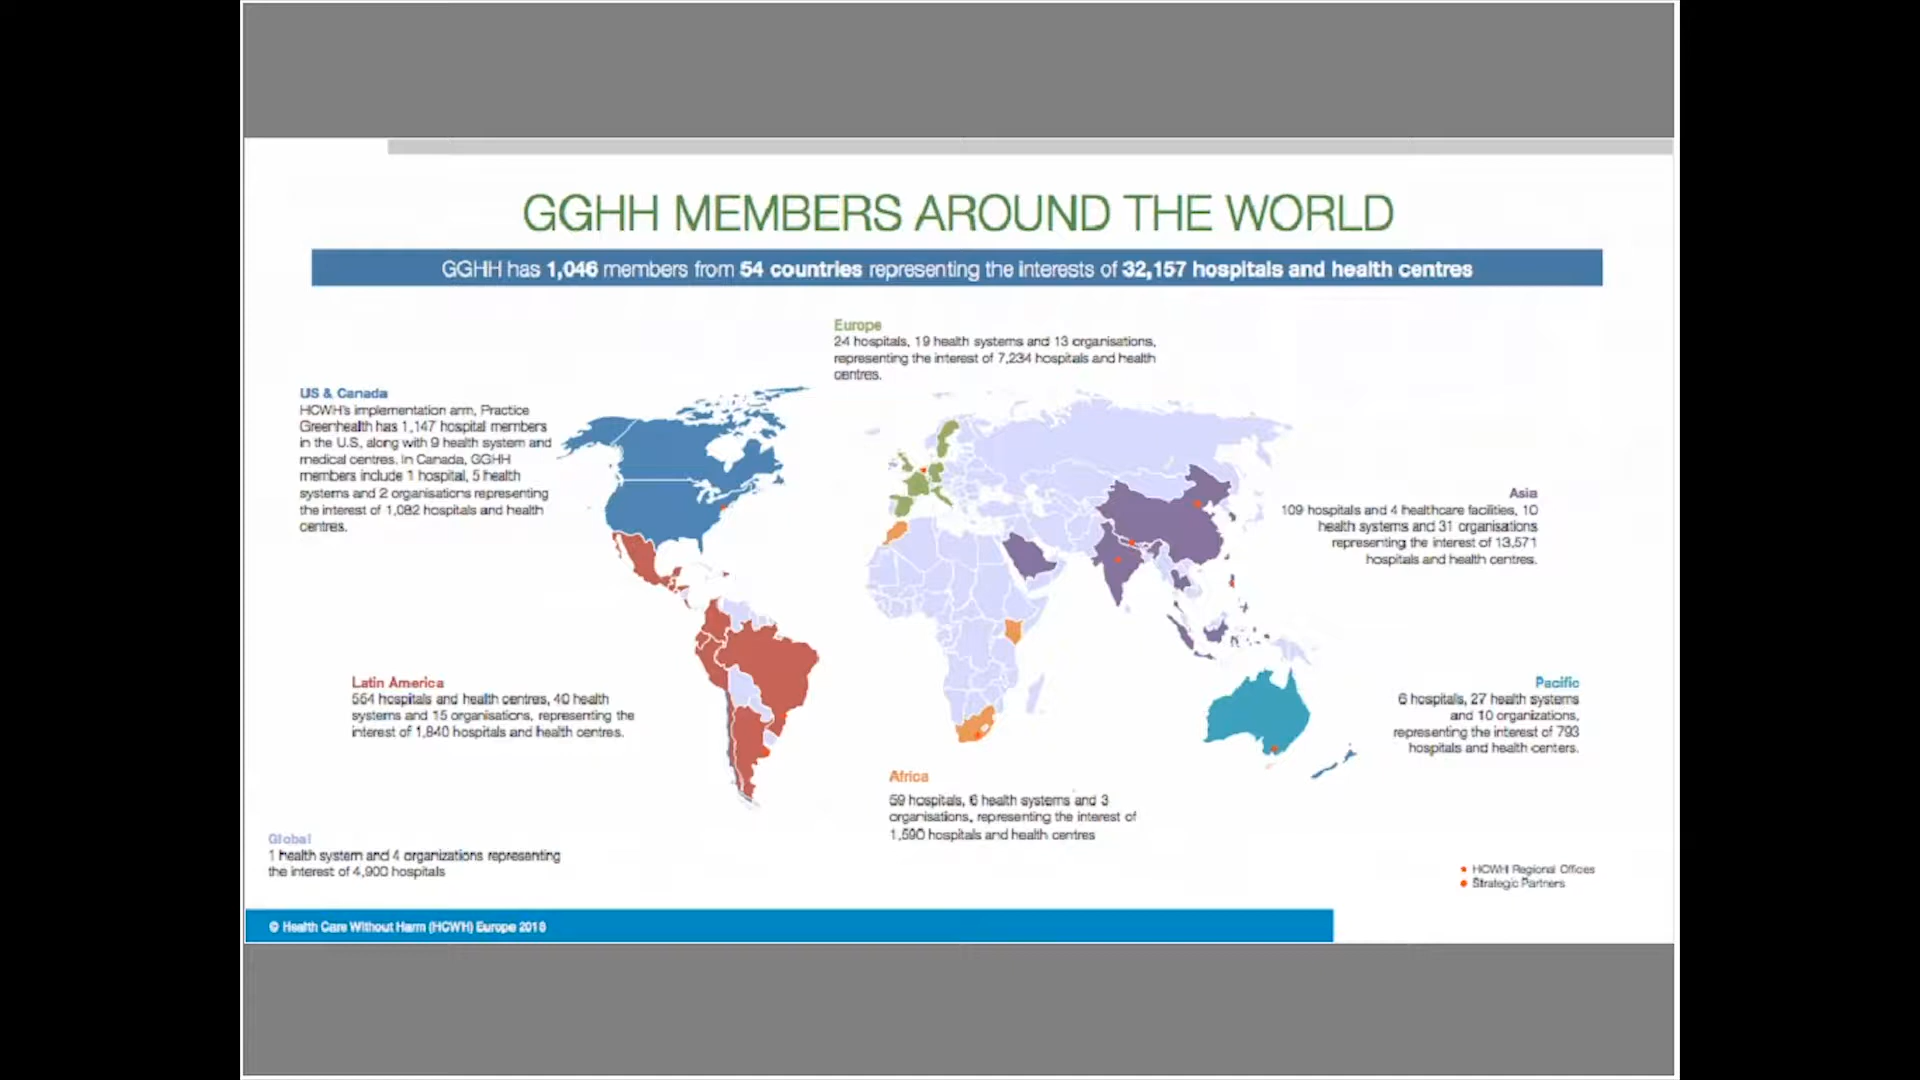 GGHH MEMBERS AROUND THE WORLD
GGHH has 1,046 members from 54 countries representing the interests of 32,157 hospitals and health centres
Europe
24 hospitals, 19 health systems and 13 organisations,
representing the interest of 7,234 hospitals and health
centres.
US & Canada
HCWH's implementation arm, Practice
Greenhealth has 1,147 hospital members
in the U.S, along with 9 health system and
medical centres. In Canada, GGHH
members include 1 hospital, 5 health
systems and 2 organisations representing
the interest of 1,082 hospitals and health
centres.
Asia
109 hospitals and 4 healthcare facilities, 10
health systems and 31 organisations
representing the interest of 13,571
hospitals and health centres.
Latin America
554 hospitals and health centres, 40 health
systems and 15 organisations, representing the
interest of 1,840 hospitals and health centres.
Pacific
6 hospitals, 27 health systems
and 10 organizations,
representing the interest of 793
hospitals and health centers.
Africa
59 hospitals, 6 health systems and 3
organisations, representing the interest of
1,590 hospitals and health centres
Global
1 health system and 4 organizations representing
the interest of 4,900 hospitals
HCWH Regional Offices
Strategic Partners
© Health Care Without Harm (HCWH) Europe 2018